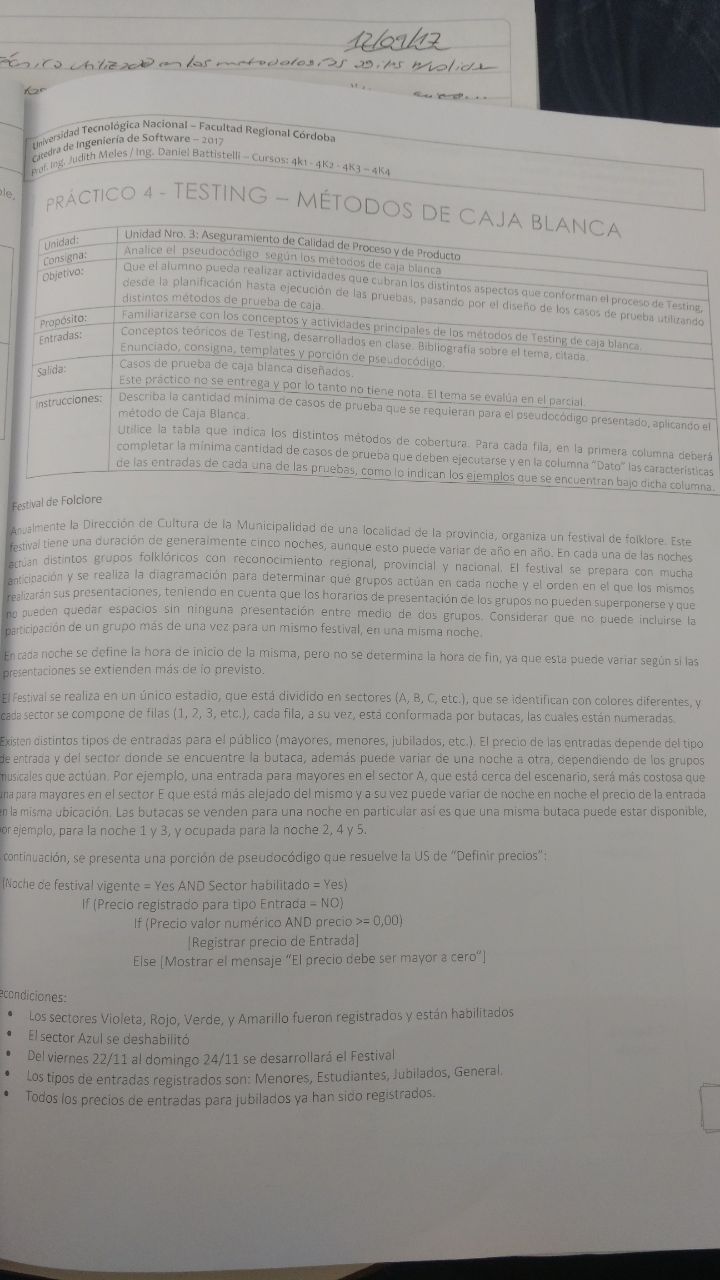 12/09/17
Universidad Tecnológica Nacional – Facultad Regional Córdoba
Cátedra de Ingeniería de Software – 2017
Prof. Ing. Judith Meles / Ing. Daniel Battistelli – Cursos: 4k1 - 4K2 - 4K3 – 4K4
PRÁCTICO 4 - TESTING – MÉTODOS DE CAJA BLANCA
Unidad: Unidad Nro. 3: Aseguramiento de Calidad de Proceso y de Producto
Consigna: Analice el pseudocódigo según los métodos de caja blanca
Objetivo: Que el alumno pueda realizar actividades que cubran los distintos aspectos que conforman el proceso de Testing,
desde la planificación hasta ejecución de las pruebas, pasando por el diseño de los casos de prueba utilizando
distintos métodos de prueba de caja.
Propósito: Familiarizarse con los conceptos y actividades principales de los métodos de Testing de caja blanca.
Entradas: Conceptos teóricos de Testing, desarrollados en clase. Bibliografía sobre el tema, citada.
Enunciado, consigna, templates y porción de pseudocódigo.
Salida: Casos de prueba de caja blanca diseñados.
Este práctico no se entrega y por lo tanto no tiene nota. El tema se evalúa en el parcial.
Instrucciones: Describa la cantidad mínima de casos de prueba que se requieran para el pseudocódigo presentado, aplicando el
método de Caja Blanca.
Utilice la tabla que indica los distintos métodos de cobertura. Para cada fila, en la primera columna deberá
completar la mínima cantidad de casos de prueba que deben ejecutarse y en la columna "Dato" las características
de las entradas de cada una de las pruebas, como lo indican los ejemplos que se encuentran bajo dicha columna.
Festival de Folclore
Anualmente la Dirección de Cultura de la Municipalidad de una localidad de la provincia, organiza un festival de folklore. Este
festival tiene una duración de generalmente cinco noches, aunque esto puede variar de año en año. En cada una de las noches
actúan distintos grupos folklóricos con reconocimiento regional, provincial y nacional. El festival se prepara con mucha
anticipación y se realiza la diagramación para determinar qué grupos actúan en cada noche y el orden en el que los mismos
realizarán sus presentaciones, teniendo en cuenta que los horarios de presentación de los grupos no pueden superponerse y que
no pueden quedar espacios sin ninguna presentación entre medio de dos grupos. Considerar que no puede incluirse la
participación de un grupo más de una vez para un mismo festival, en una misma noche.
En cada noche se define la hora de inicio de la misma, pero no se determina la hora de fin, ya que esta puede variar según si las
presentaciones se extienden más de lo previsto.
El Festival se realiza en un único estadio, que está dividido en sectores (A, B, C, etc.), que se identifican con colores diferentes, y
cada sector se compone de filas (1, 2, 3, etc.), cada fila, a su vez, está conformada por butacas, las cuales están numeradas.
Existen distintos tipos de entradas para el público (mayores, menores, jubilados, etc.). El precio de las entradas depende del tipo
de entrada y del sector donde se encuentre la butaca, además puede variar de una noche a otra, dependiendo de los grupos
musicales que actúan. Por ejemplo, una entrada para mayores en el sector A, que está cerca del escenario, será más costosa que
una para mayores en el sector E que está más alejado del mismo y a su vez puede variar de noche en noche el precio de la entrada
en la misma ubicación. Las butacas se venden para una noche en particular así es que una misma butaca puede estar disponible,
por ejemplo, para la noche 1 y 3, y ocupada para la noche 2, 4 y 5.
continuación, se presenta una porción de pseudocódigo que resuelve la US de "Definir precios":
(Noche de festival vigente = Yes AND Sector habilitado = Yes)
If (Precio registrado para tipo Entrada = NO)
If (Precio valor numérico AND precio >= 0,00)
[Registrar precio de Entrada]
Else [Mostrar el mensaje "El precio debe ser mayor a cero"]
econdiciones:
• Los sectores Violeta, Rojo, Verde, y Amarillo fueron registrados y están habilitados
• El sector Azul se deshabilitó
• Del viernes 22/11 al domingo 24/11 se desarrollará el Festival
• Los tipos de entradas registrados son: Menores, Estudiantes, Jubilados, General.
• Todos los precios de entradas para jubilados ya han sido registrados.